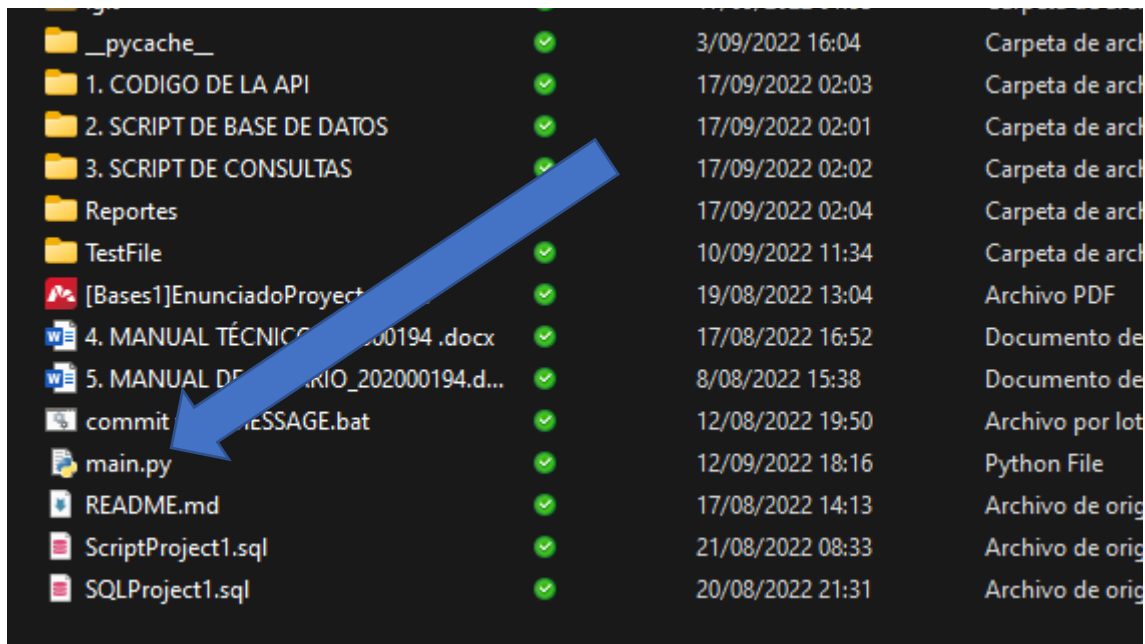 __pycache__ 3/09/2022 16:04 Carpeta de arch
1. CODIGO DE LA API 17/09/2022 02:03 Carpeta de arch
2. SCRIPT DE BASE DE DATOS 17/09/2022 02:01 Carpeta de arch
3. SCRIPT DE CONSULTAS 17/09/2022 02:02 Carpeta de arch
Reportes 17/09/2022 02:04 Carpeta de arch
TestFile 10/09/2022 11:34 Carpeta de arch
[Bases1]EnunciadoProyect 19/08/2022 13:04 Archivo PDF
4. MANUAL TÉCNICO 00194 .docx 17/08/2022 16:52 Documento de
5. MANUAL DE RIO_202000194.d... 8/08/2022 15:38 Documento de
commit ESSAGE.bat 12/08/2022 19:50 Archivo por lot
main.py 12/09/2022 18:16 Python File
README.md 17/08/2022 14:13 Archivo de orig
ScriptProject1.sql 21/08/2022 08:33 Archivo de orig
SQLProject1.sql 20/08/2022 21:31 Archivo de orig